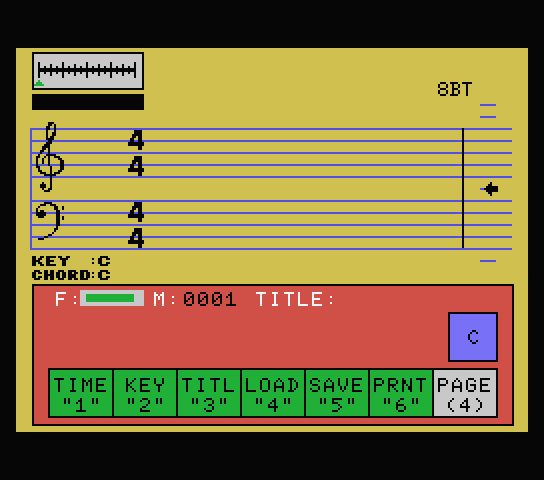 8BT
4
4
4
4
KEY :C
CHORD:C
F: M:0001 TITLE:
C
TIME KEY TITL LOAD SAVE PRNT PAGE
"1" "2" "3" "4" "5" "6" (4)